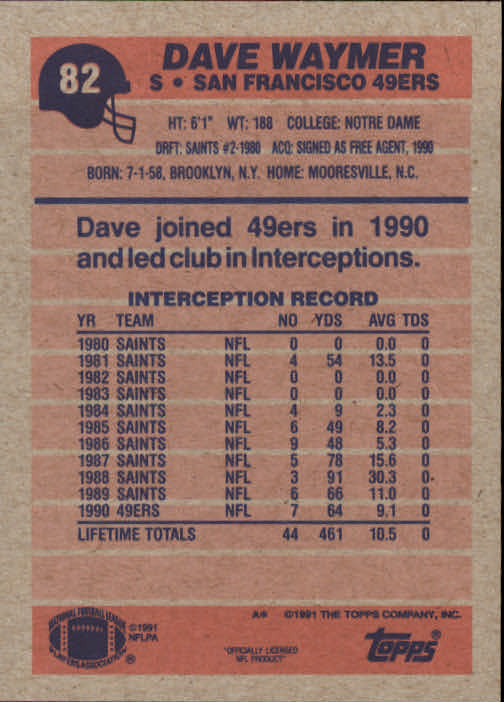 82
DAVE WAYMER
S • SAN FRANCISCO 49ERS
HT: 6'1" WT: 188 COLLEGE: NOTRE DAME
DRFT: SAINTS #2-1980 ACQ: SIGNED AS FREE AGENT, 1990
BORN: 7-1-58, BROOKLYN, N.Y. HOME: MOORESVILLE, N.C.
Dave joined 49ers in 1990
and led club in Interceptions.
INTERCEPTION RECORD
YR TEAM NO YDS AVG TDS
1980 SAINTS NFL 0 0 0.0 0
1981 SAINTS NFL 4 54 13.5 0
1982 SAINTS NFL 0 0 0.0 0
1983 SAINTS NFL 0 0 0.0 0
1984 SAINTS NFL 4 9 2.3 0
1985 SAINTS NFL 6 49 8.2 0
1986 SAINTS NFL 9 48 5.3 0
1987 SAINTS NFL 5 78 15.6 0
1988 SAINTS NFL 3 91 30.3 0
1989 SAINTS NFL 6 66 11.0 0
1990 49ERS NFL 7 64 9.1 0
LIFETIME TOTALS 44 461 10.5 0
A* ©1991 THE TOPPS COMPANY, INC.
NATIONAL FOOTBALL LEAGUE
PLAYERS ASSOCIATION
®
©1991
NFLPA
"OFFICIALLY LICENSED
NFL PRODUCT"
topps®